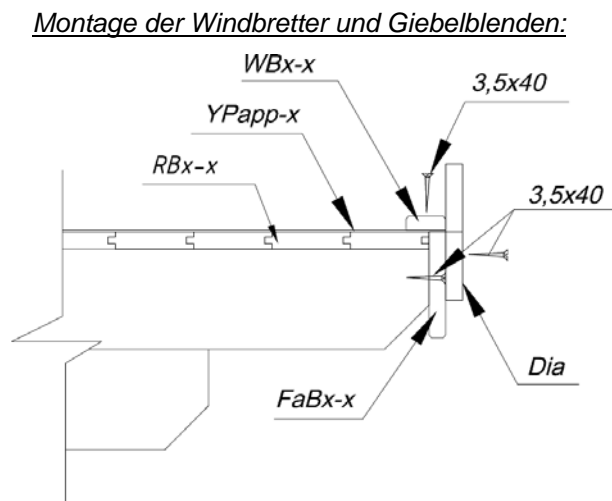 Montage der Windbretter und Giebelblenden:
WBx-x
3,5x40
YPapp-x
RBx-x
3,5x40
Dia
FaBx-x